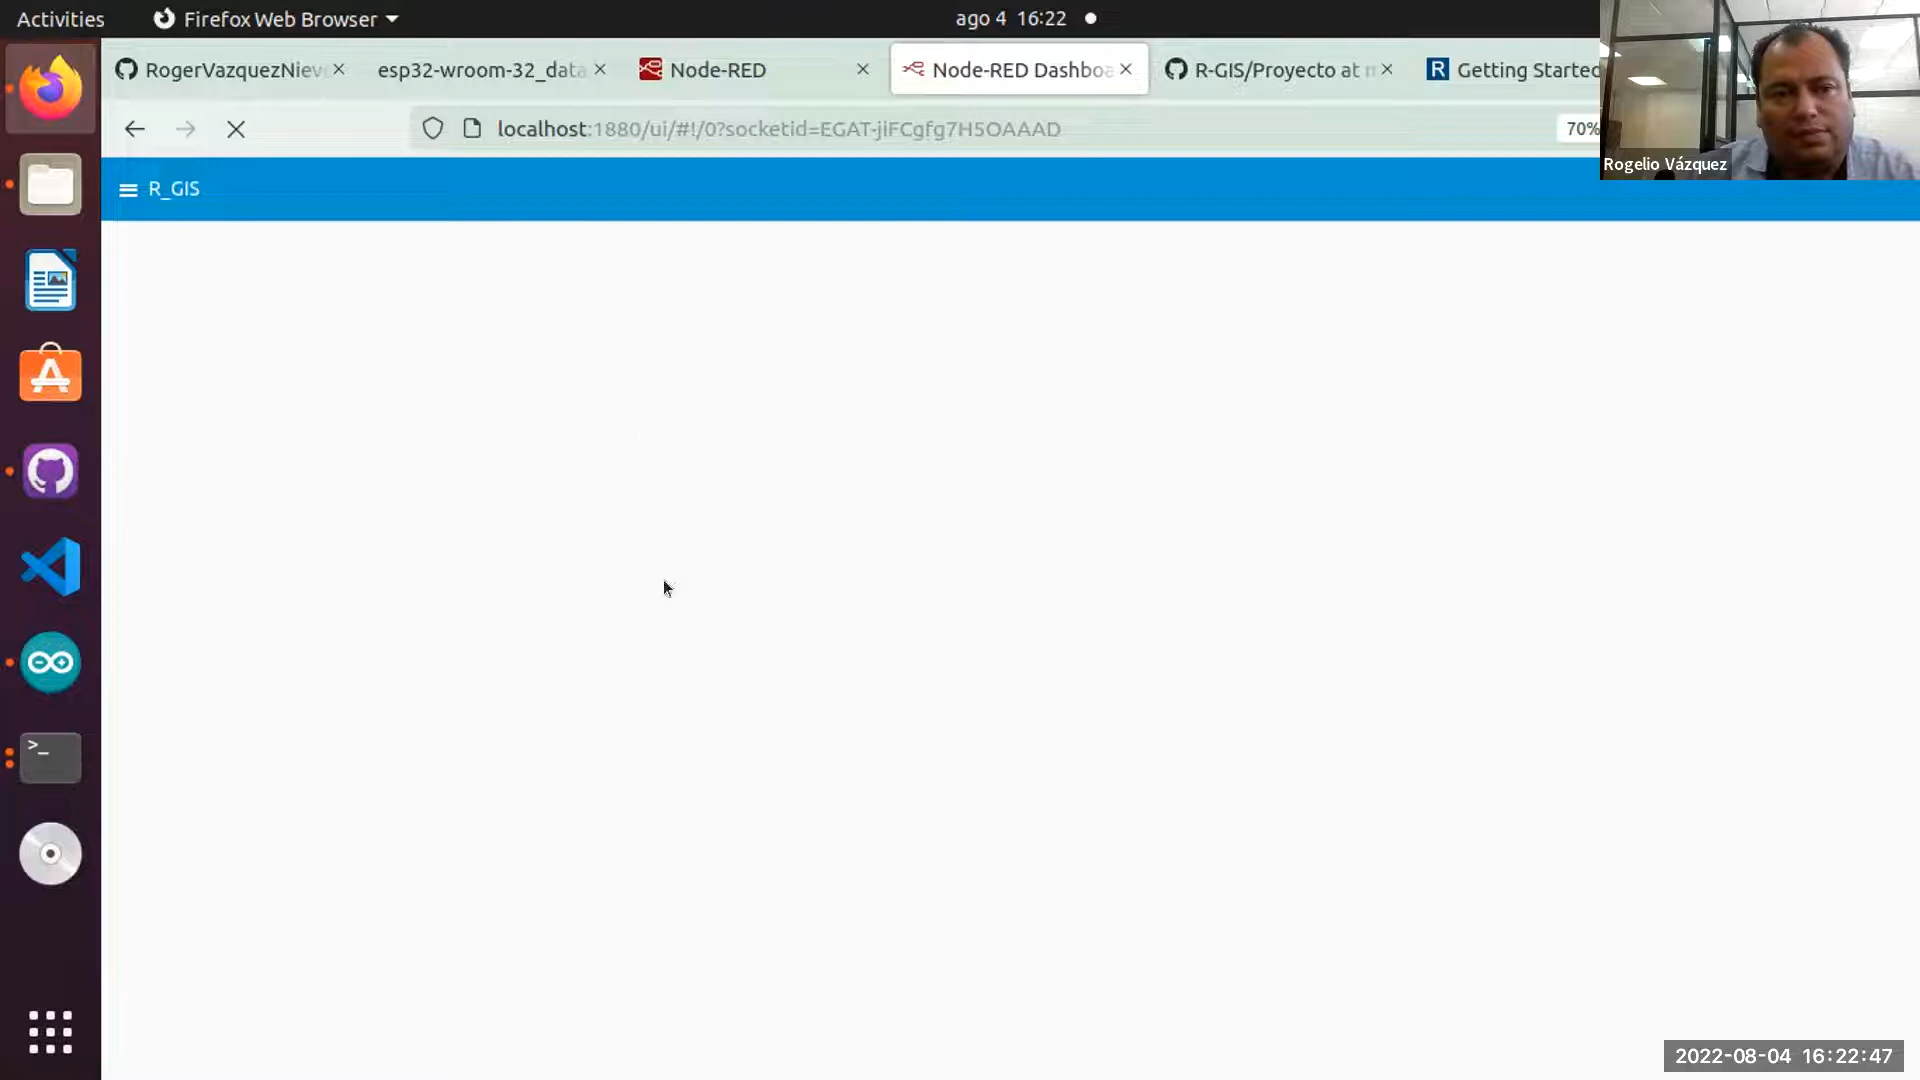 Activities
Firefox Web Browser
ago 4 16:22
RogerVazquezNiev
esp32-wroom-32_data
Node-RED
Node-RED Dashboa
R-GIS/Proyecto at m
R Getting Started
localhost:1880/ui/#!/0?socketid=EGAT-jiFCgfg7H5OAAAD
70%
Rogelio Vázquez
R_GIS
>_
2022-08-04 16:22:47